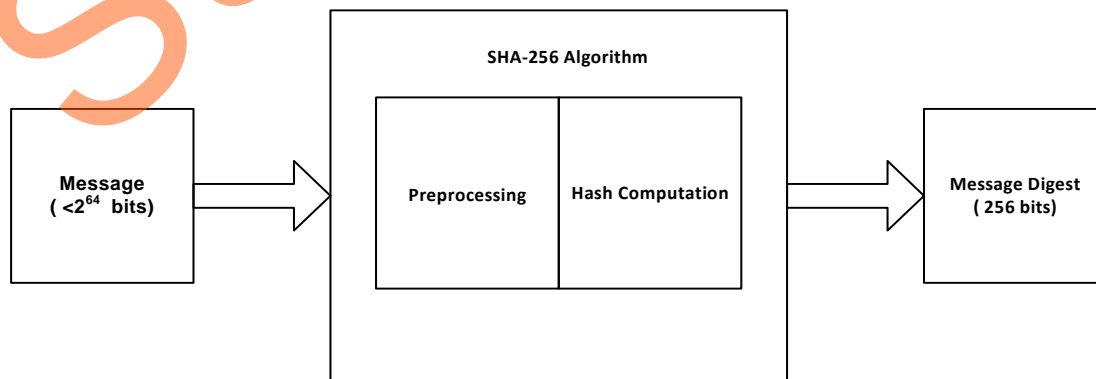 SHA-256 Algorithm
Message
( <2^64 bits)
Preprocessing
Hash Computation
Message Digest
( 256 bits)